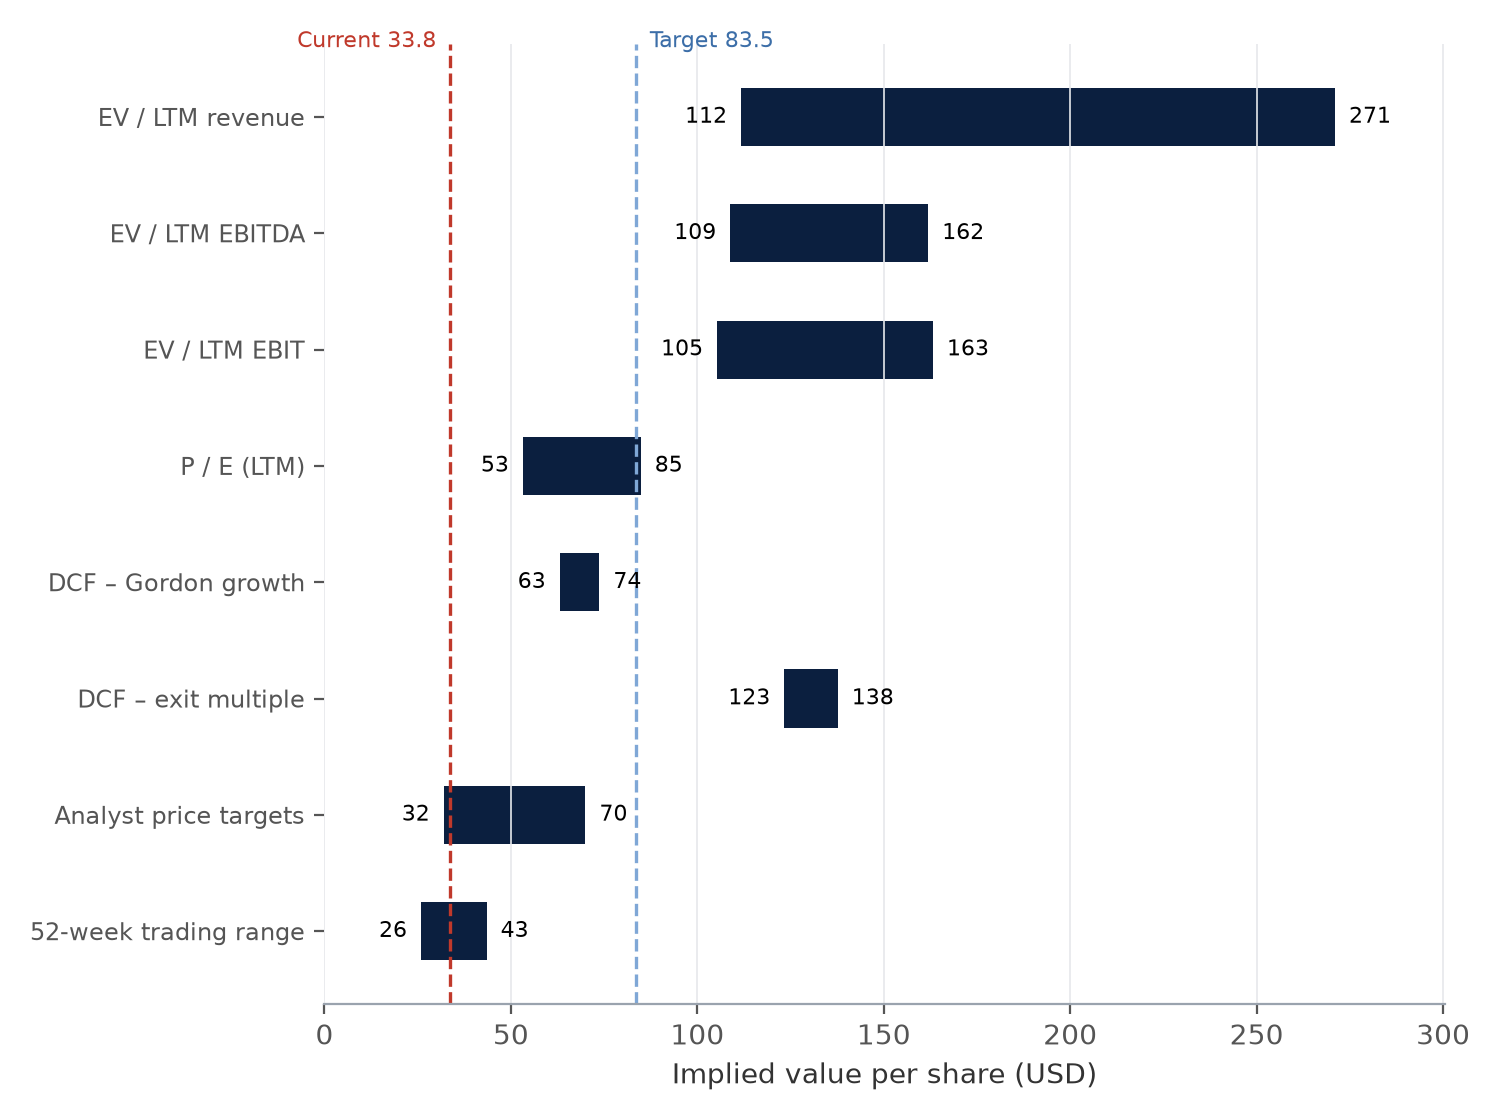 Current 33.8
Target 83.5
EV / LTM revenue
112
271
EV / LTM EBITDA
109
162
EV / LTM EBIT
105
163
P / E (LTM)
53
85
DCF – Gordon growth
63
74
DCF – exit multiple
123
138
Analyst price targets
32
70
52-week trading range
26
43
0 50 100 150 200 250 300
Implied value per share (USD)